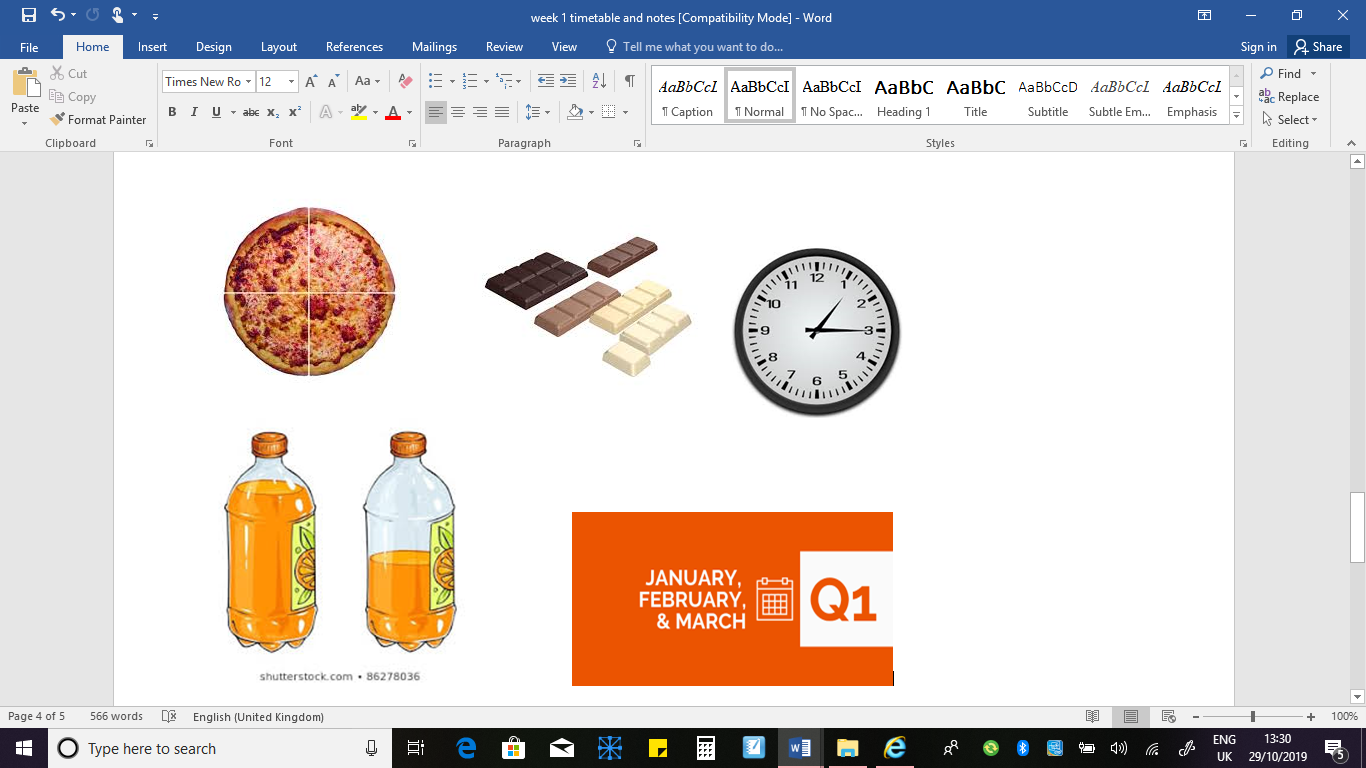 week 1 timetable and notes [Compatibility Mode] - Word
File Home Insert Design Layout References Mailings Review View Tell me what you want to do... Sign in Share
Paste
Cut
Copy
Format Painter
Clipboard
Times New Ro 12 Aa
B I U abc x₂ x² A A
Font
Paragraph
AaBbCcI AaBbCcI AaBbCcI AaBbC AaBbC AaBbCcD AaBbCcI AaBbCcI
¶ Caption ¶ Normal ¶ No Spac... Heading 1 Title Subtitle Subtle Em... Emphasis
Styles
Find
Replace
Select
Editing
12
1
2
3
4
5
6
7
8
9
10
11
shutterstock.com • 86278036
JANUARY,
FEBRUARY,
& MARCH
Q1
Page 4 of 5 566 words English (United Kingdom) 100%
Type here to search
ENG
UK
13:30
29/10/2019
5